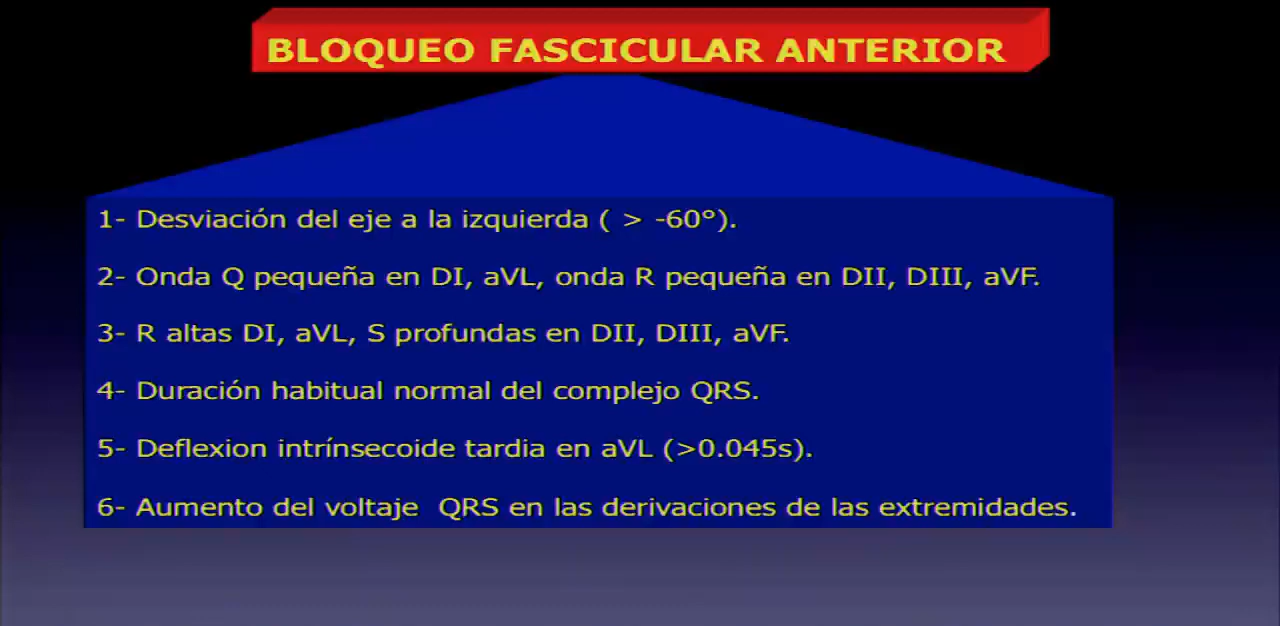 BLOQUEO FASCICULAR ANTERIOR
1- Desviación del eje a la izquierda ( > -60°).
2- Onda Q pequeña en DI, aVL, onda R pequeña en DII, DIII, aVF.
3- R altas DI, aVL, S profundas en DII, DIII, aVF.
4- Duración habitual normal del complejo QRS.
5- Deflexion intrínsecoide tardia en aVL (>0.045s).
6- Aumento del voltaje  QRS en las derivaciones de las extremidades.